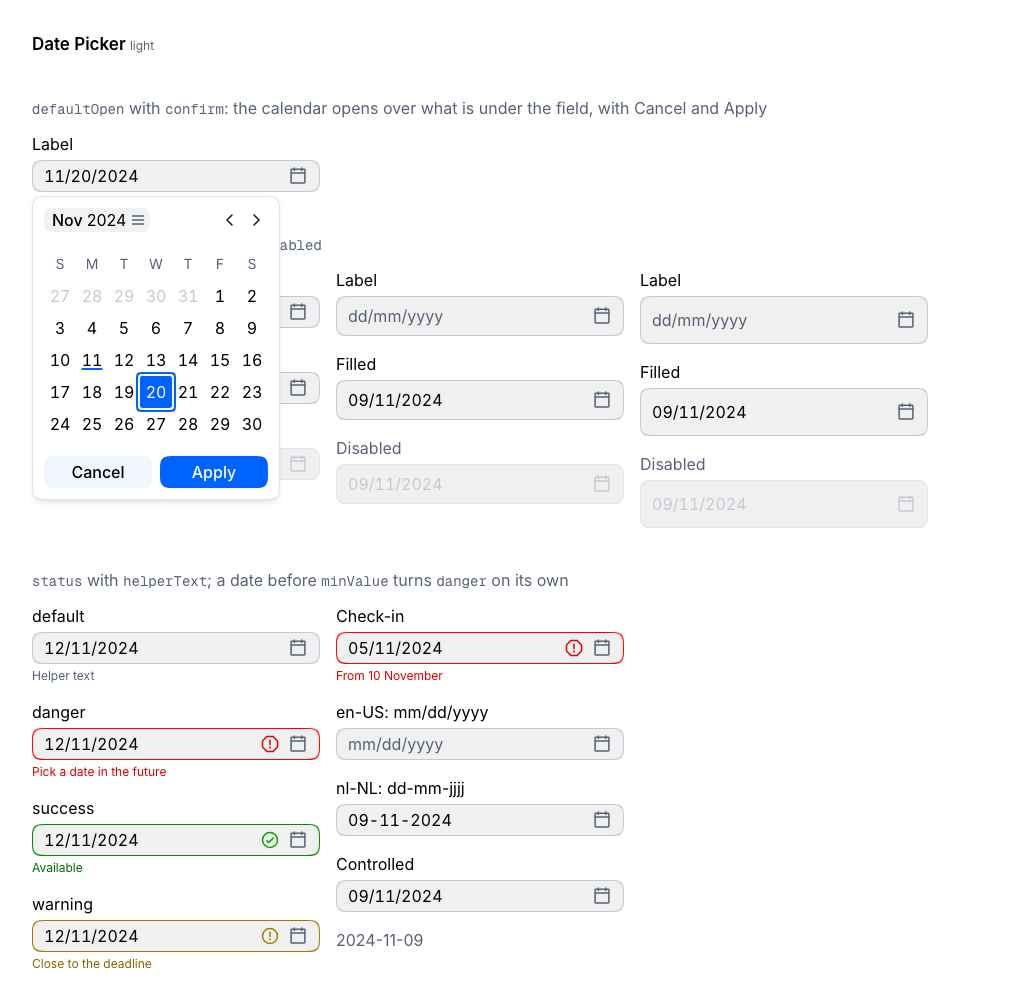 Date Picker light
defaultOpen with confirm: the calendar opens over what is under the field, with Cancel and Apply
Label
11/20/2024
Nov 2024
S M T W T F S
27 28 29 30 31 1 2
3 4 5 6 7 8 9
10 11 12 13 14 15 16
17 18 19 20 21 22 23
24 25 26 27 28 29 30
Cancel Apply
Label
dd/mm/yyyy
Filled
09/11/2024
Disabled
09/11/2024
Label
dd/mm/yyyy
Filled
09/11/2024
Disabled
09/11/2024
status with helperText; a date before minValue turns danger on its own
default
12/11/2024
Helper text
danger
12/11/2024
Pick a date in the future
success
12/11/2024
Available
warning
12/11/2024
Close to the deadline
Check-in
05/11/2024
From 10 November
en-US: mm/dd/yyyy
mm/dd/yyyy
nl-NL: dd-mm-jjjj
09-11-2024
Controlled
09/11/2024
2024-11-09